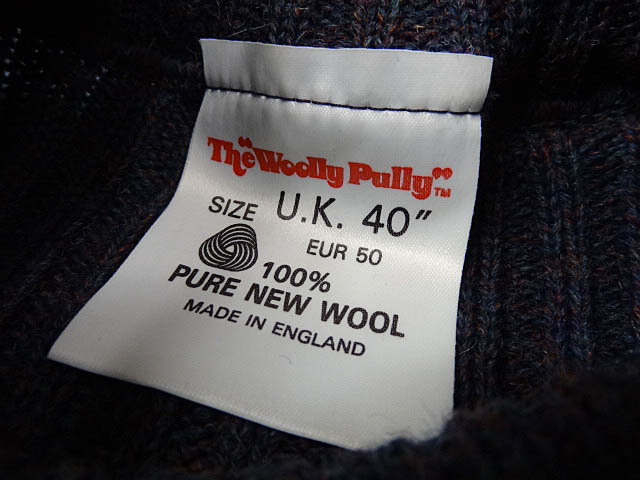 The "Woolly Pully"™
SIZE U.K. 40"
EUR 50
100%
PURE NEW WOOL
MADE IN ENGLAND